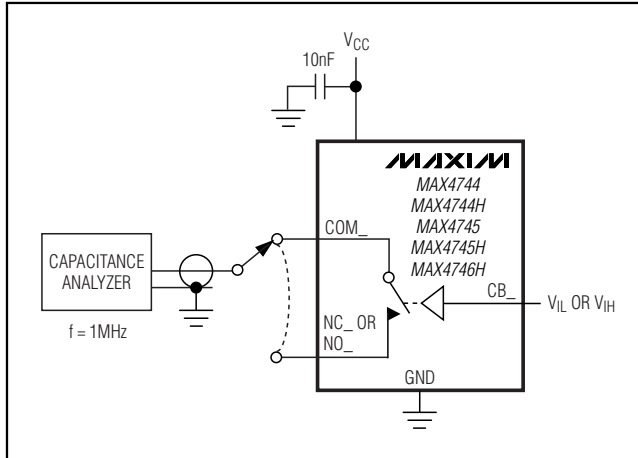 VCC
10nF
MAXIM
MAX4744
MAX4744H
MAX4745
MAX4745H
MAX4746H
COM_
CAPACITANCE
ANALYZER
f = 1MHz
CB_
VIL OR VIH
NC_ OR
NO_
GND